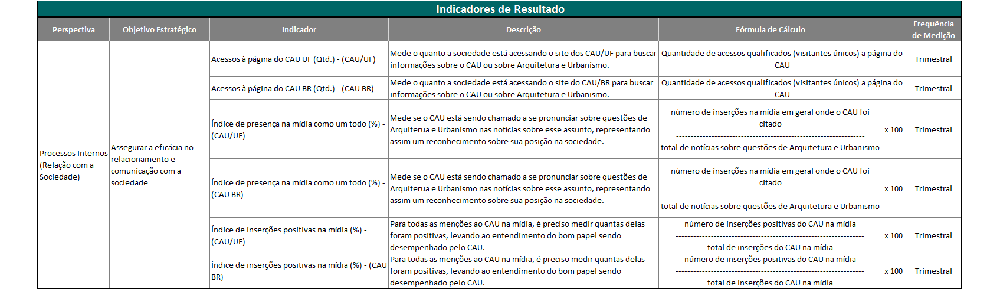 Indicadores de Resultado
Perspectiva
Objetivo Estratégico
Indicador
Descrição
Fórmula de Cálculo
Frequência
de Medição
Processos Internos
(Relação com a
Sociedade)
Assegurar a eficácia no
relacionamento e
comunicação com a
sociedade
Acessos à página do CAU UF (Qtd.) - (CAU/UF)
Mede o quanto a sociedade está acessando o site dos CAU/UF para buscar
informações sobre o CAU ou sobre Arquitetura e Urbanismo.
Quantidade de acessos qualificados (visitantes únicos) a página do
CAU
Trimestral
Acessos à página do CAU BR (Qtd.) - (CAU BR)
Mede o quanto a sociedade está acessando o site do CAU/BR para buscar
informações sobre o CAU ou sobre Arquitetura e Urbanismo.
Quantidade de acessos qualificados (visitantes únicos) a página do
CAU
Trimestral
Índice de presença na mídia como um todo (%) -
(CAU/UF)
Mede se o CAU está sendo chamado a se pronunciar sobre questões de
Arquiterua e Urbanismo nas notícias sobre esse assunto, representando
assim um reconhecimento sobre sua posição na sociedade.
número de inserções na mídia em geral onde o CAU foi
citado
----------------------------------------------------------------
total de notícias sobre questões de Arquitetura e Urbanismo
x 100
Trimestral
Índice de presença na mídia como um todo (%) -
(CAU BR)
Mede se o CAU está sendo chamado a se pronunciar sobre questões de
Arquiterua e Urbanismo nas notícias sobre esse assunto, representando
assim um reconhecimento sobre sua posição na sociedade.
número de inserções na mídia em geral onde o CAU foi
citado
----------------------------------------------------------------
total de notícias sobre questões de Arquitetura e Urbanismo
x 100
Trimestral
Índice de inserções positivas na mídia (%) -
(CAU/UF)
Para todas as menções ao CAU na mídia, é preciso medir quantas delas
foram positivas, levando ao entendimento do bom papel sendo
desempenhado pelo CAU.
número de inserções positivas do CAU na mídia
----------------------------------------------------------------
total de inserções do CAU na mídia
x 100
Trimestral
Índice de inserções positivas na mídia (%) - (CAU
BR)
Para todas as menções ao CAU na mídia, é preciso medir quantas delas
foram positivas, levando ao entendimento do bom papel sendo
desempenhado pelo CAU.
número de inserções positivas do CAU na mídia
----------------------------------------------------------------
total de inserções do CAU na mídia
x 100
Trimestral